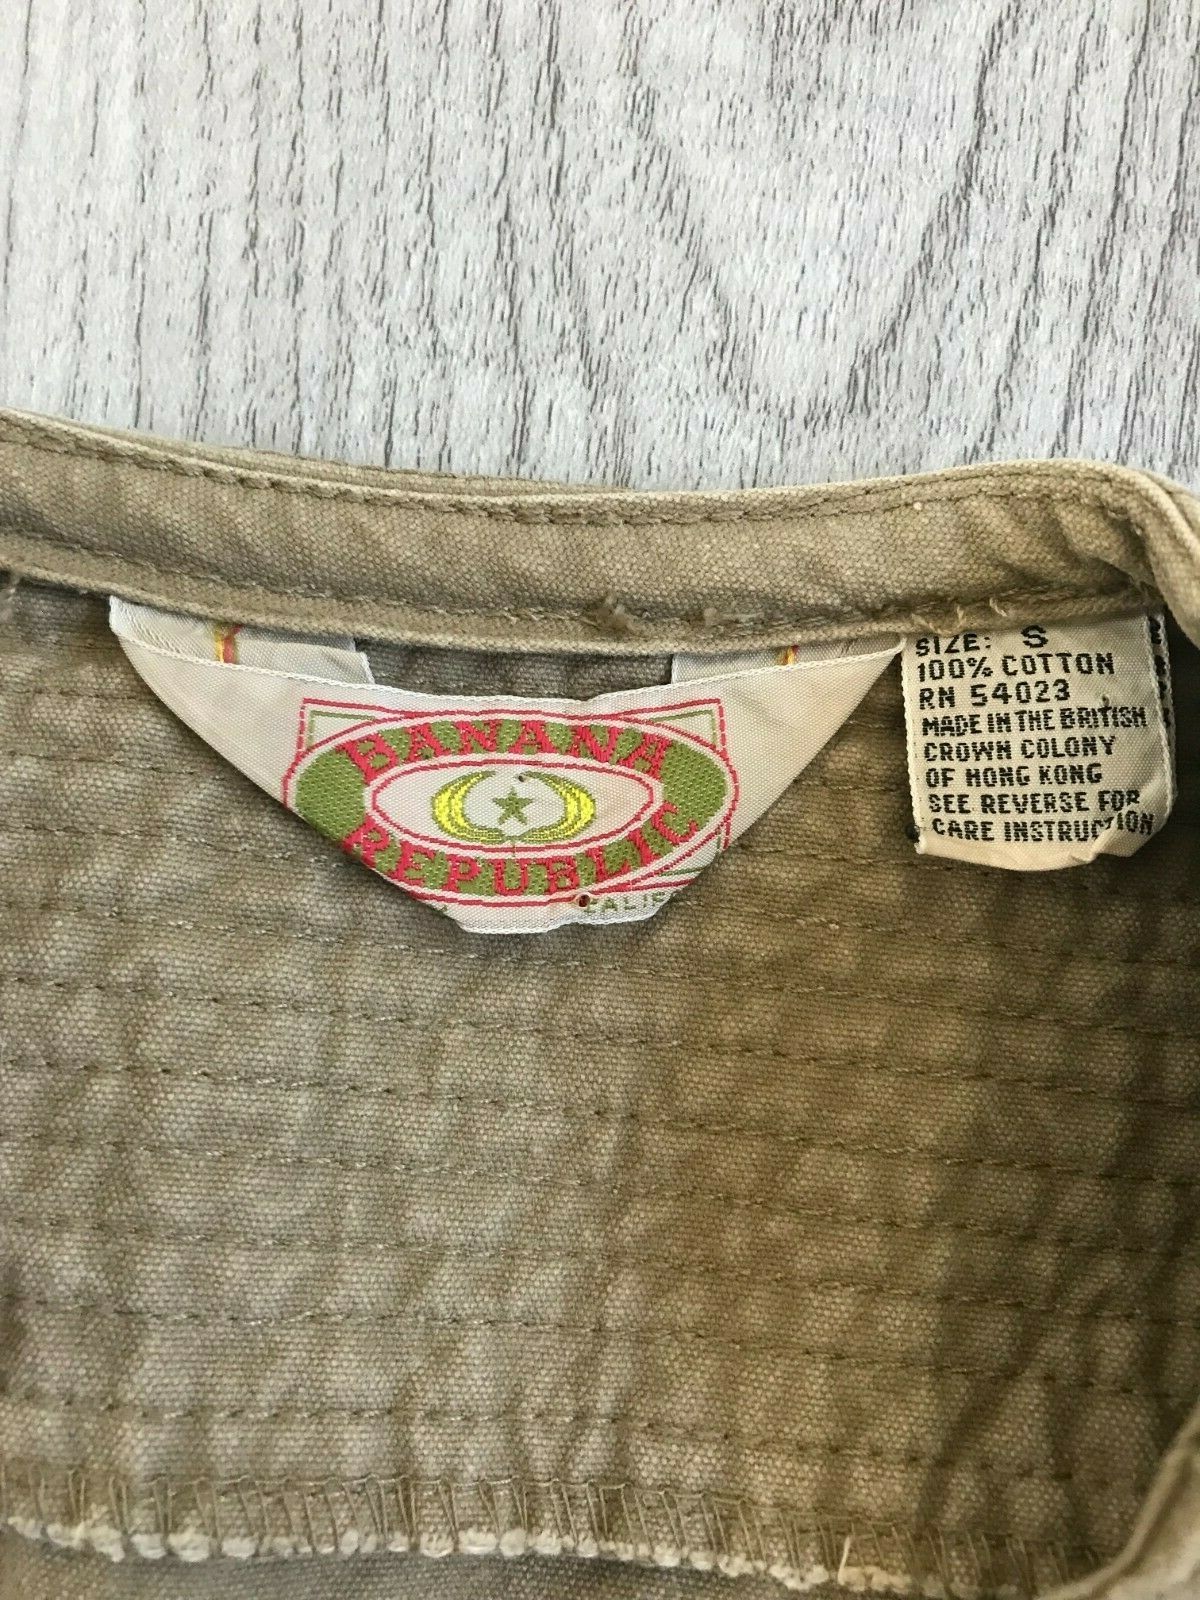 BANANA
REPUBLIC
SIZE: S
100% COTTON
RN 54023
MADE IN THE BRITISH
CROWN COLONY
OF HONG KONG
SEE REVERSE FOR
CARE INSTRUCTION